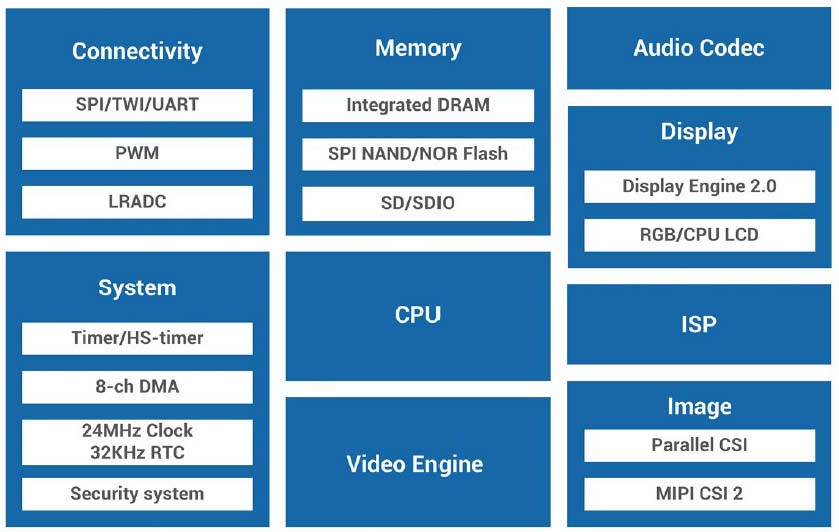 Connectivity
SPI/TWI/UART
PWM
LRADC
Memory
Integrated DRAM
SPI NAND/NOR Flash
SD/SDIO
Audio Codec
Display
Display Engine 2.0
RGB/CPU LCD
System
Timer/HS-timer
8-ch DMA
24MHz Clock
32KHz RTC
Security system
CPU
Video Engine
ISP
Image
Parallel CSI
MIPI CSI 2